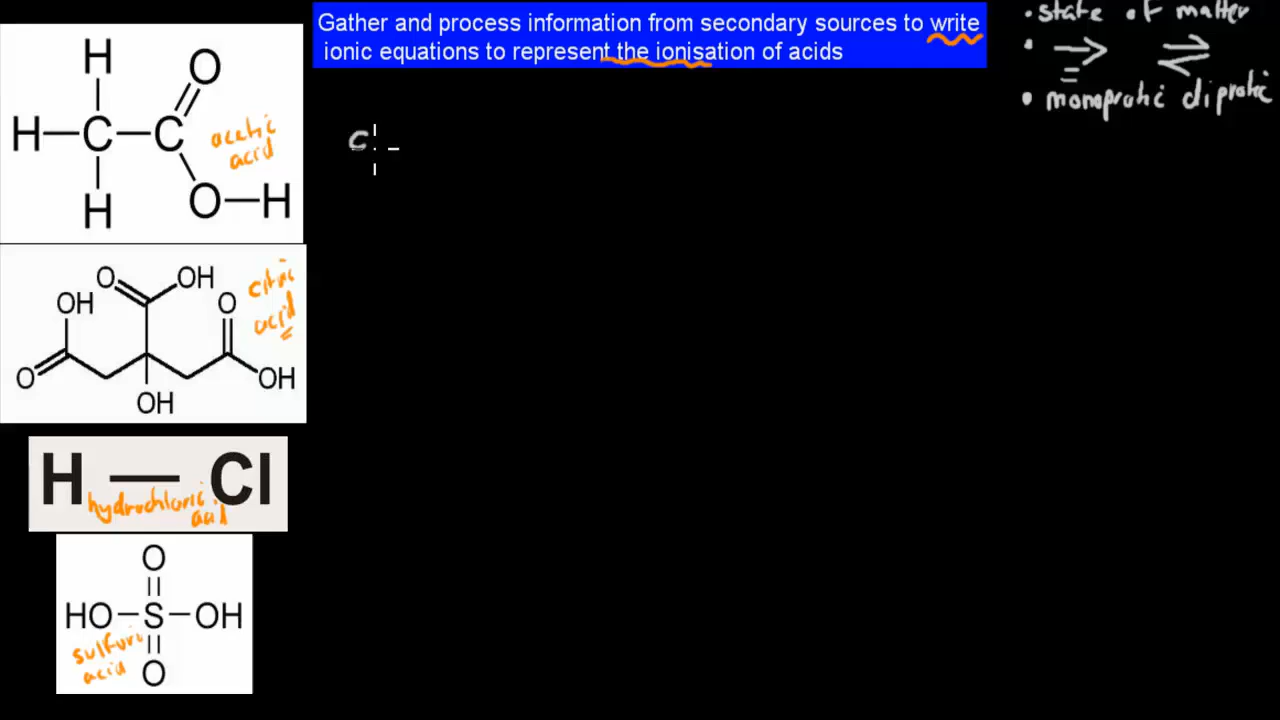 Gather and process information from secondary sources to write
ionic equations to represent the ionisation of acids
• state of matter
• → ⇌
• monoprotic diprotic
H
O
H—C—C
acetic
acid
H
O—H
O
OH
OH
O
citric
acid
O
OH
OH
H — Cl
hydrochloric
acid
O
HO–S–OH
sulfuric
acid
O
C